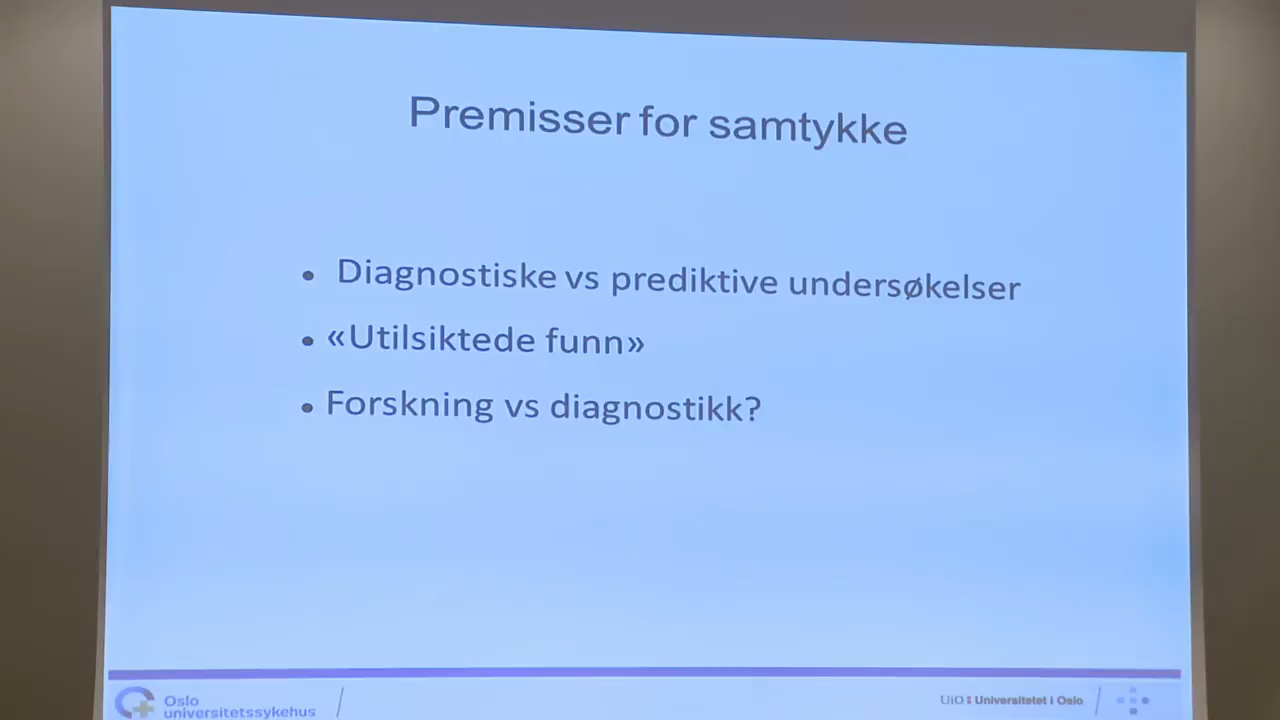 Premisser for samtykke
• Diagnostiske vs prediktive undersøkelser
• «Utilsiktede funn»
• Forskning vs diagnostikk?
Oslo
universitetssykehus
UiO Universitetet i Oslo